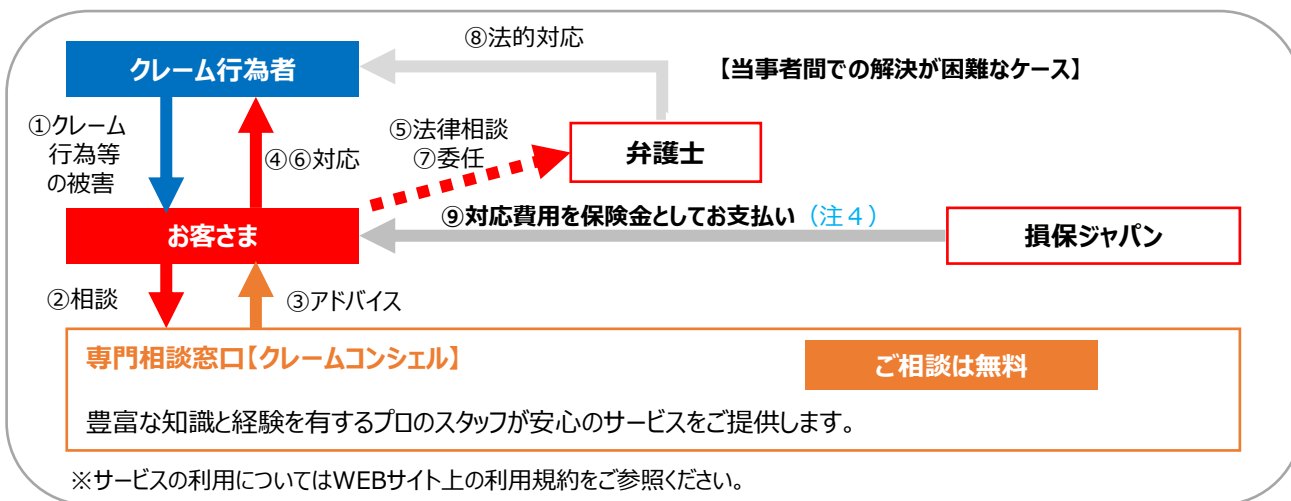 ⑧法的対応
クレーム行為者
【当事者間での解決が困難なケース】
①クレーム
行為等
の被害
④⑥対応
⑤法律相談
⑦委任
弁護士
お客さま
⑨対応費用を保険金としてお支払い（注４）
損保ジャパン
②相談
③アドバイス
専門相談窓口【クレームコンシェル】
ご相談は無料
豊富な知識と経験を有するプロのスタッフが安心のサービスをご提供します。
※サービスの利用についてはWEBサイト上の利用規約をご参照ください。